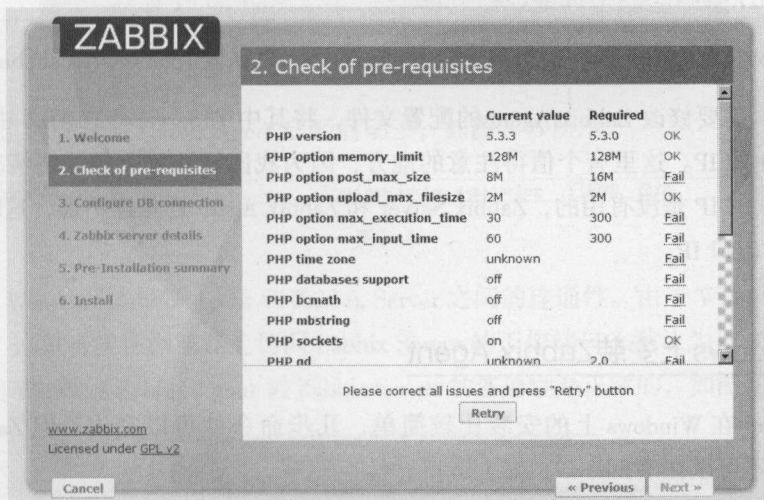 ZABBIX
2. Check of pre-requisites
1. Welcome
2. Check of pre-requisites
3. Configure DB connection
4. Zabbix server details
5. Pre-Installation summary
6. Install
Current value Required
PHP version 5.3.3 5.3.0 OK
PHP option memory_limit 128M 128M OK
PHP option post_max_size 8M 16M Fail
PHP option upload_max_filesize 2M 2M OK
PHP option max_execution_time 30 300 Fail
PHP option max_input_time 60 300 Fail
PHP time zone unknown Fail
PHP databases support off Fail
PHP bcmath off Fail
PHP mbstring off Fail
PHP sockets on OK
PHP gd unknown 2.0 Fail
Please correct all issues and press "Retry" button
Retry
www.zabbix.com
Licensed under GPL v2
Cancel
« Previous Next »